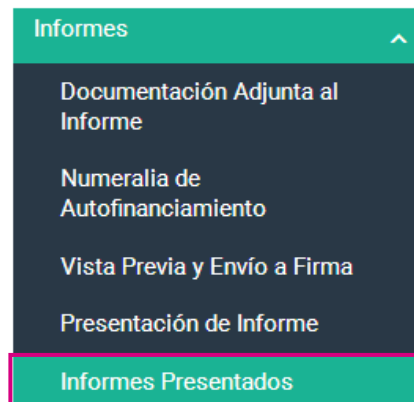 Informes
Documentación Adjunta al
Informe
Numeralia de
Autofinanciamiento
Vista Previa y Envío a Firma
Presentación de Informe
Informes Presentados